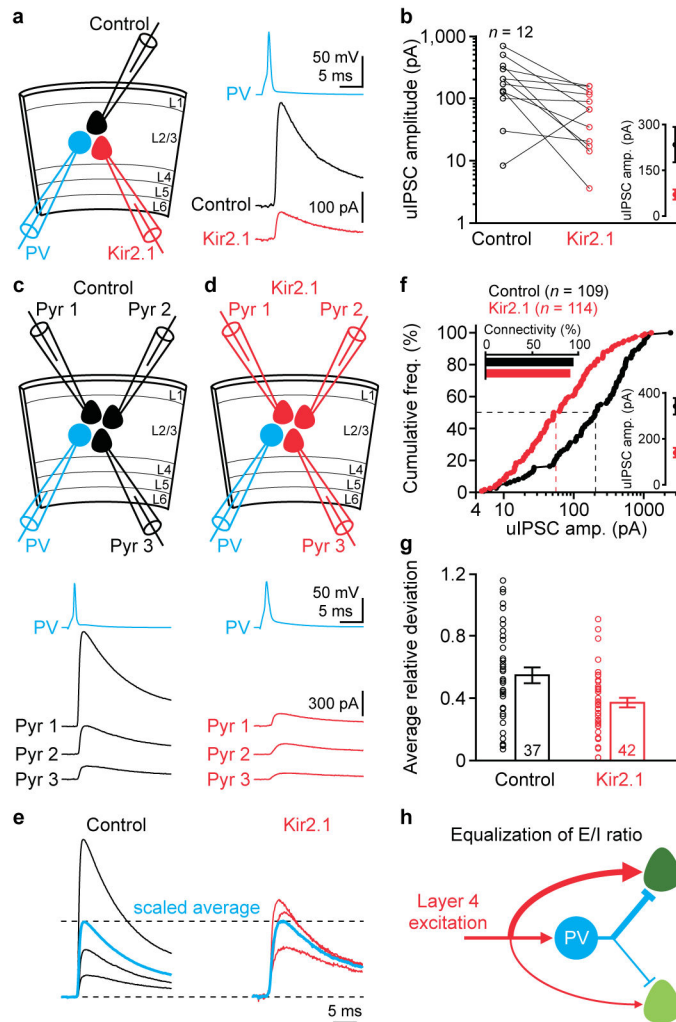 a
Control
PV
Kir2.1
L1
L2/3
L4
L5
L6
PV
50 mV
5 ms
Control
100 pA
Kir2.1
b
n = 12
uIPSC amplitude (pA)
1,000
100
10
1
Control
Kir2.1
uIPSC amp. (pA)
300
150
0
c
Control
Pyr 1
Pyr 2
L1
L2/3
L4
L5
L6
PV
Pyr 3
PV
Pyr 1
Pyr 2
Pyr 3
d
Kir2.1
Pyr 1
Pyr 2
L1
L2/3
L4
L5
L6
PV
Pyr 3
50 mV
5 ms
PV
300 pA
Pyr 1
Pyr 2
Pyr 3
e
Control
Kir2.1
scaled average
5 ms
f
Control (n = 109)
Kir2.1 (n = 114)
Connectivity (%)
0
50
100
Cumulative freq. (%)
100
80
60
40
20
0
4
10
100
1000
uIPSC amp. (pA)
uIPSC amp. (pA)
400
300
0
g
Average relative deviation
1.2
0.8
0.4
0
37
42
Control
Kir2.1
h
Equalization of E/I ratio
Layer 4
excitation
PV